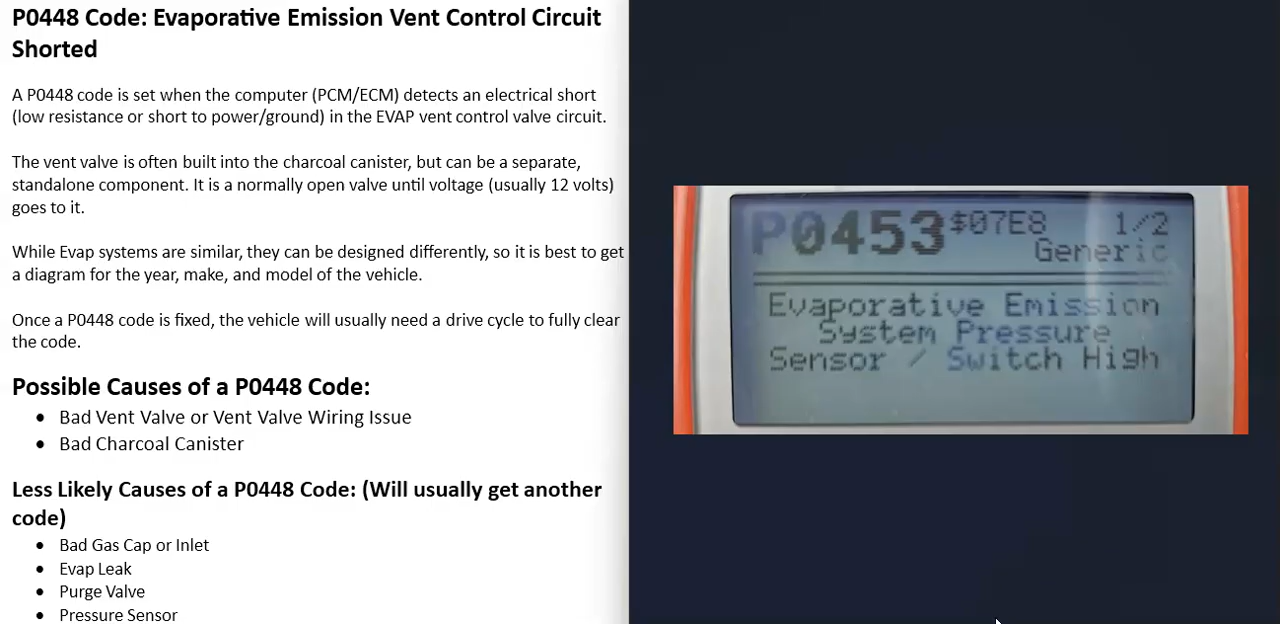 P0448 Code: Evaporative Emission Vent Control Circuit
Shorted
A P0448 code is set when the computer (PCM/ECM) detects an electrical short
(low resistance or short to power/ground) in the EVAP vent control valve circuit.
The vent valve is often built into the charcoal canister, but can be a separate,
standalone component. It is a normally open valve until voltage (usually 12 volts)
goes to it.
While Evap systems are similar, they can be designed differently, so it is best to get
a diagram for the year, make, and model of the vehicle.
Once a P0448 code is fixed, the vehicle will usually need a drive cycle to fully clear
the code.
Possible Causes of a P0448 Code:
• Bad Vent Valve or Vent Valve Wiring Issue
• Bad Charcoal Canister
Less Likely Causes of a P0448 Code: (Will usually get another
code)
• Bad Gas Cap or Inlet
• Evap Leak
• Purge Valve
• Pressure Sensor
P0453 $07E8 1/2
Generic
Evaporative Emission
System Pressure
Sensor / Switch High